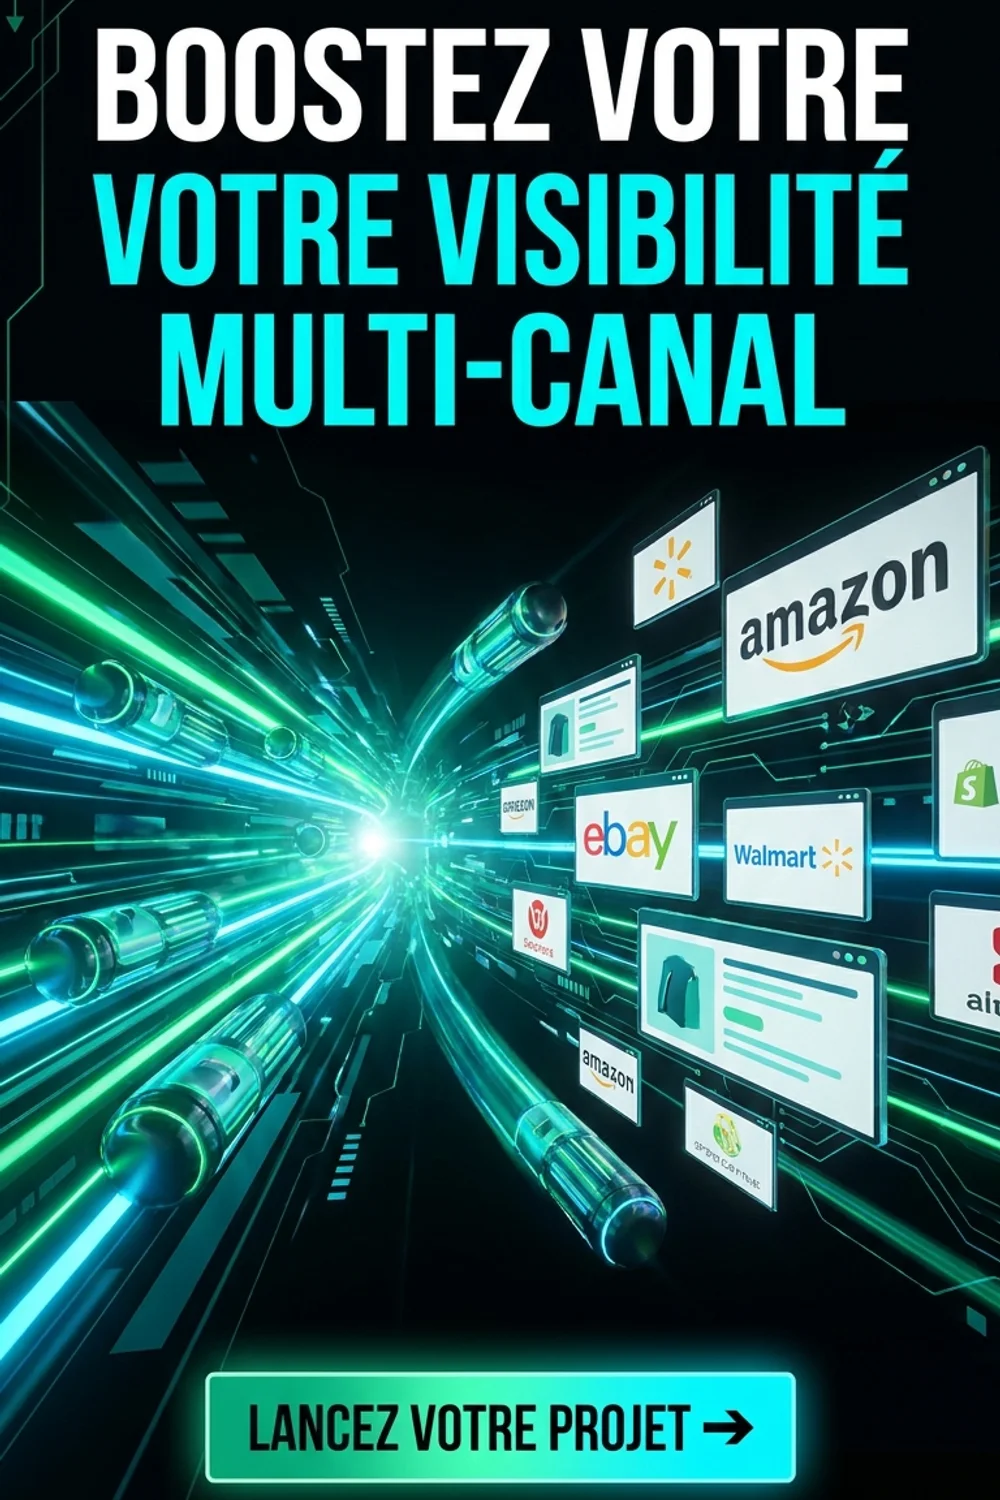 BOOSTEZ VOTRE
VOTRE VISIBILITÉ
MULTI-CANAL
amazon
S
ebay
Walmart
amazon
LANCEZ VOTRE PROJET →